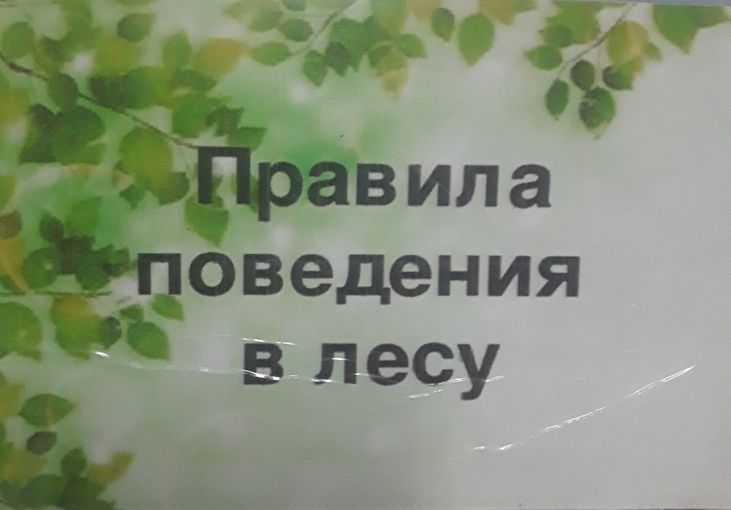 Правила
поведения
в лесу